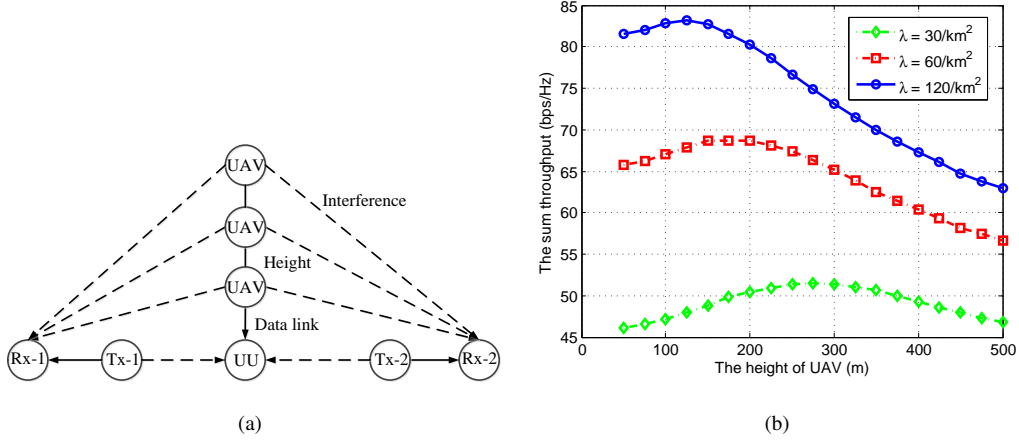 UAV
UAV
UAV
Interference
Height
Data link
Rx-1
Tx-1
UU
Tx-2
Rx-2
(a)
85
80
75
70
65
60
55
50
45
0
100
200
300
400
500
The sum throughput (bps/Hz)
The height of UAV (m)
λ = 30/km²
λ = 60/km²
λ = 120/km²
(b)